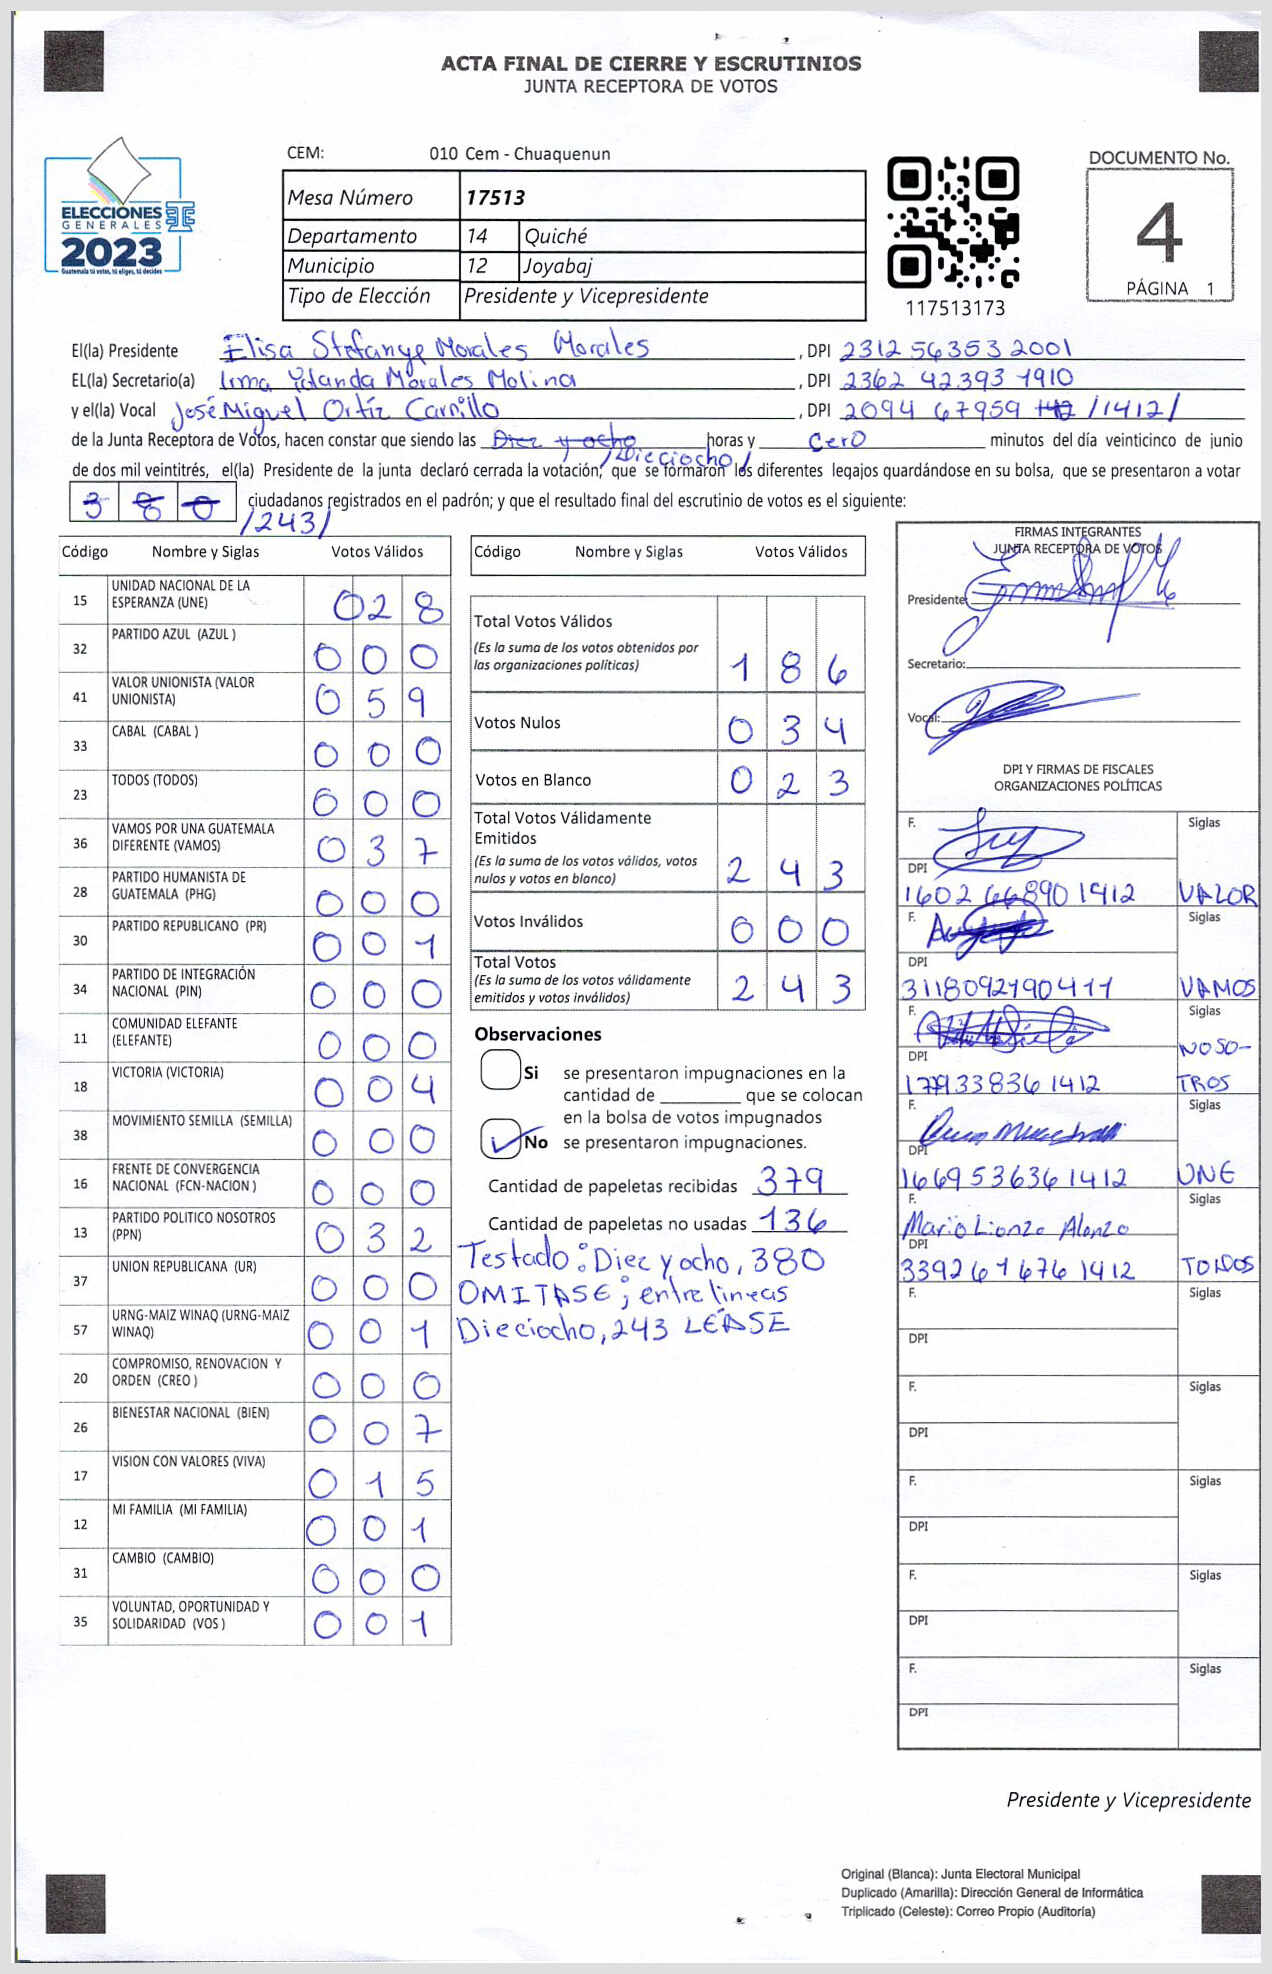 ACTA FINAL DE CIERRE Y ESCRUTINIOS
JUNTA RECEPTORA DE VOTOS
ELECCIONES
GENERALES
2023
Guatemala tú votas, tú eliges, tú decides
CEM: 010 Cem - Chuaquenun
Mesa Número 17513
Departamento 14 Quiché
Municipio 12 Joyabaj
Tipo de Elección Presidente y Vicepresidente
117513173
DOCUMENTO No.
4
PÁGINA 1
El(la) Presidente Elisa Stefanye Morales Morales, DPI 2312 56353 2001
EL(la) Secretario(a) Irma Yolanda Morales Molina, DPI 2362 42393 1910
y el(la) Vocal José Miguel Ortíz Carrillo, DPI 2094 67959 /1412/
de la Junta Receptora de Votos, hacen constar que siendo las Diez y ocho horas y cero minutos del día veinticinco de junio
/Dieciocho/
de dos mil veintitrés, el(la) Presidente de la junta declaró cerrada la votación, que se formaron los diferentes legajos guardándose en su bolsa, que se presentaron a votar
3 8 0 ciudadanos registrados en el padrón; y que el resultado final del escrutinio de votos es el siguiente:
/243/
Código Nombre y Siglas Votos Válidos
15 UNIDAD NACIONAL DE LA ESPERANZA (UNE) 0 2 8
32 PARTIDO AZUL (AZUL ) 0 0 0
41 VALOR UNIONISTA (VALOR UNIONISTA) 0 5 9
33 CABAL (CABAL ) 0 0 0
23 TODOS (TODOS) 0 0 0
36 VAMOS POR UNA GUATEMALA DIFERENTE (VAMOS) 0 3 7
28 PARTIDO HUMANISTA DE GUATEMALA (PHG) 0 0 0
30 PARTIDO REPUBLICANO (PR) 0 0 1
34 PARTIDO DE INTEGRACIÓN NACIONAL (PIN) 0 0 0
11 COMUNIDAD ELEFANTE (ELEFANTE) 0 0 0
18 VICTORIA (VICTORIA) 0 0 4
38 MOVIMIENTO SEMILLA (SEMILLA) 0 0 0
16 FRENTE DE CONVERGENCIA NACIONAL (FCN-NACION ) 0 0 0
13 PARTIDO POLITICO NOSOTROS (PPN) 0 3 2
37 UNION REPUBLICANA (UR) 0 0 0
57 URNG-MAIZ WINAQ (URNG-MAIZ WINAQ) 0 0 1
20 COMPROMISO, RENOVACION Y ORDEN (CREO ) 0 0 0
26 BIENESTAR NACIONAL (BIEN) 0 0 7
17 VISION CON VALORES (VIVA) 0 1 5
12 MI FAMILIA (MI FAMILIA) 0 0 1
31 CAMBIO (CAMBIO) 0 0 0
35 VOLUNTAD, OPORTUNIDAD Y SOLIDARIDAD (VOS ) 0 0 1
Código Nombre y Siglas Votos Válidos
Total Votos Válidos
(Es la suma de los votos obtenidos por
las organizaciones políticas) 1 8 6
Votos Nulos 0 3 4
Votos en Blanco 0 2 3
Total Votos Válidamente
Emitidos
(Es la suma de los votos válidos, votos
nulos y votos en blanco) 2 4 3
Votos Inválidos 0 0 0
Total Votos
(Es la suma de los votos válidamente
emitidos y votos inválidos) 2 4 3
Observaciones
Si se presentaron impugnaciones en la
cantidad de ________ que se colocan
en la bolsa de votos impugnados
No se presentaron impugnaciones.
Cantidad de papeletas recibidas 379
Cantidad de papeletas no usadas 136
Testado: Diez y ocho, 380
OMITASE; entre lineas
Dieciocho, 243 LÉASE
FIRMAS INTEGRANTES
JUNTA RECEPTORA DE VOTOS
Presidente:
Secretario:
Vocal:
DPI Y FIRMAS DE FISCALES
ORGANIZACIONES POLÍTICAS
F. Siglas
DPI
1602 66890 1412 VALOR
F. Siglas
DPI
3118092190411 VAMOS
F. Siglas
DPI NOSO-
33836 1412 TROS
F. Siglas
DPI
1669 53636 1412 UNE
F. Siglas
Mario Lionzo Alonzo
DPI
3392 61676 1412 TODOS
F. Siglas
DPI
F. Siglas
DPI
F. Siglas
DPI
F. Siglas
DPI
F. Siglas
DPI
Presidente y Vicepresidente
Original (Blanca): Junta Electoral Municipal
Duplicado (Amarilla): Dirección General de Informática
Triplicado (Celeste): Correo Propio (Auditoría)